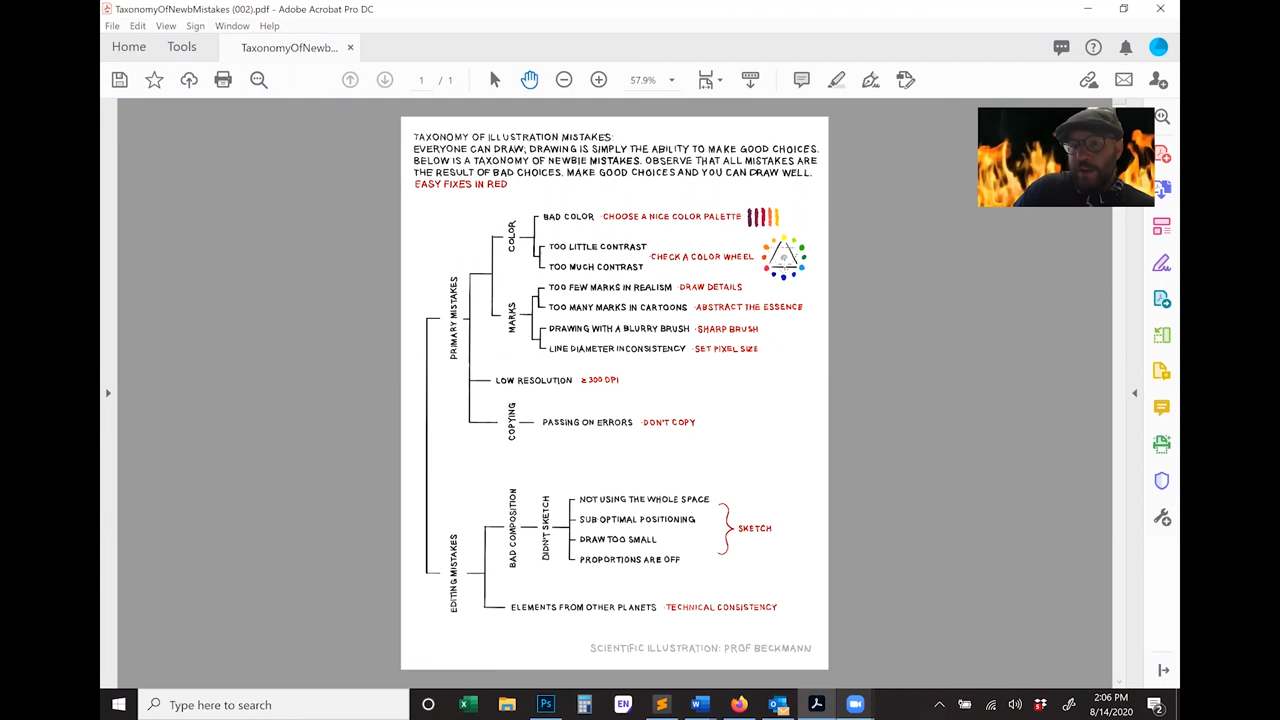 TaxonomyOfNewbMistakes (002).pdf - Adobe Acrobat Pro DC
File Edit View Sign Window Help
Home Tools TaxonomyOfNewb... ×
1 / 1 57.9%
TAXONOMY OF ILLUSTRATION MISTAKES:
EVERYONE CAN DRAW; DRAWING IS SIMPLY THE ABILITY TO MAKE GOOD CHOICES.
BELOW IS A TAXONOMY OF NEWBIE MISTAKES. OBSERVE THAT ALL MISTAKES ARE
THE RESULT OF BAD CHOICES. MAKE GOOD CHOICES AND YOU CAN DRAW WELL.
EASY FIXES IN RED
PRIMARY MISTAKES
COLOR
BAD COLOR ·CHOOSE A NICE COLOR PALETTE
TOO LITTLE CONTRAST
·CHECK A COLOR WHEEL
TOO MUCH CONTRAST
MARKS
TOO FEW MARKS IN REALISM ·DRAW DETAILS
TOO MANY MARKS IN CARTOONS ·ABSTRACT THE ESSENCE
DRAWING WITH A BLURRY BRUSH ·SHARP BRUSH
LINE DIAMETER INCONSISTENCY ·SET PIXEL SIZE
LOW RESOLUTION ≥300 DPI
COPYING
PASSING ON ERRORS ·DON'T COPY
EDITING MISTAKES
BAD COMPOSITION
DIDN'T SKETCH
NOT USING THE WHOLE SPACE
SUB OPTIMAL POSITIONING
SKETCH
DRAW TOO SMALL
PROPORTIONS ARE OFF
ELEMENTS FROM OTHER PLANETS ·TECHNICAL CONSISTENCY
SCIENTIFIC ILLUSTRATION: PROF BECKMANN
Type here to search
Ps
EN
2:06 PM
8/14/2020
2